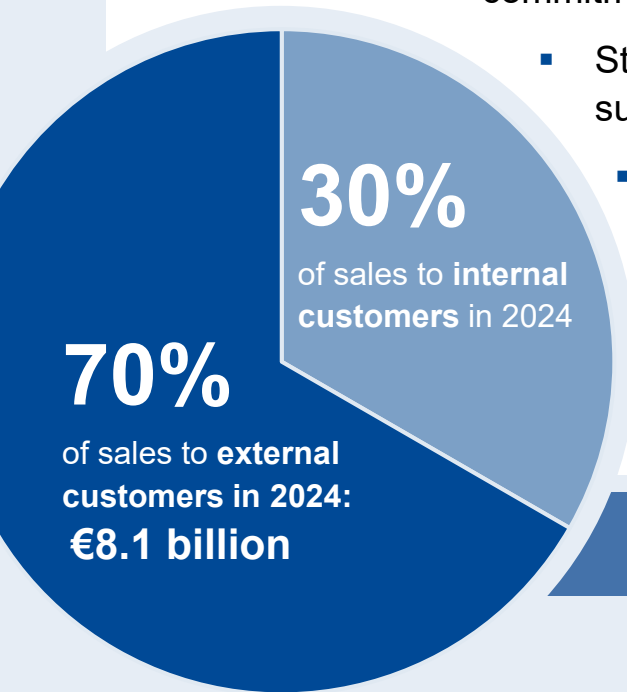 30%
of sales to internal
customers in 2024
70%
of sales to external
customers in 2024:
€8.1 billion